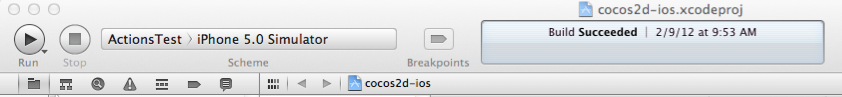 cocos2d-ios.xcodeproj
ActionsTest › iPhone 5.0 Simulator
Build Succeeded | 2/9/12 at 9:53 AM
Run Stop Scheme Breakpoints
cocos2d-ios